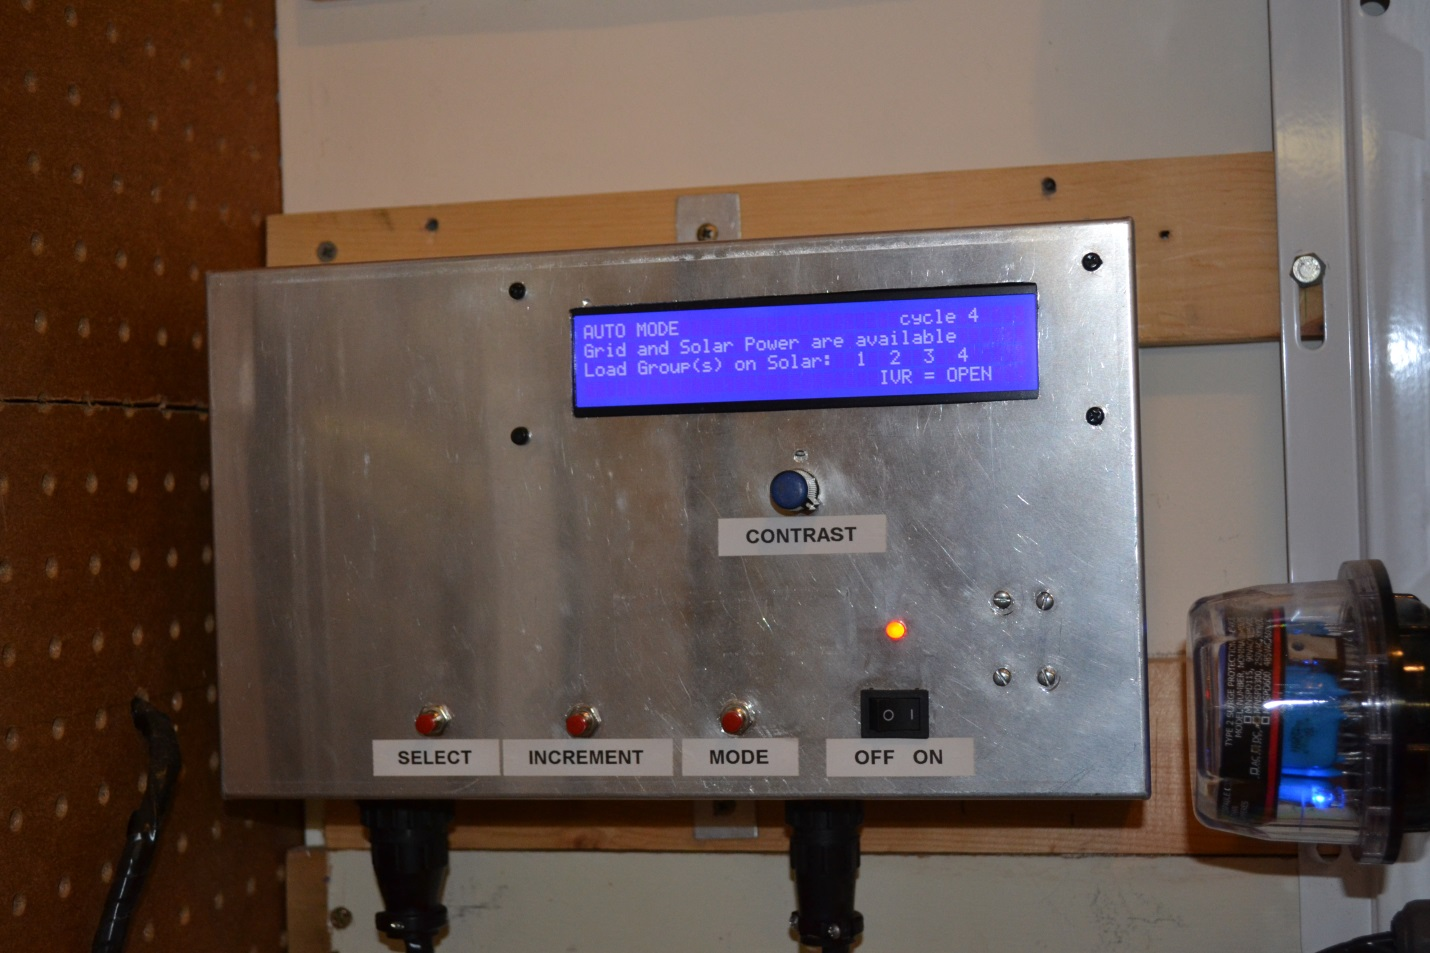 AUTO MODE cycle 4
Grid and Solar Power are available
Load Group(s) on Solar: 1 2 3 4
IVR = OPEN
CONTRAST
O I
SELECT
INCREMENT
MODE
OFF ON